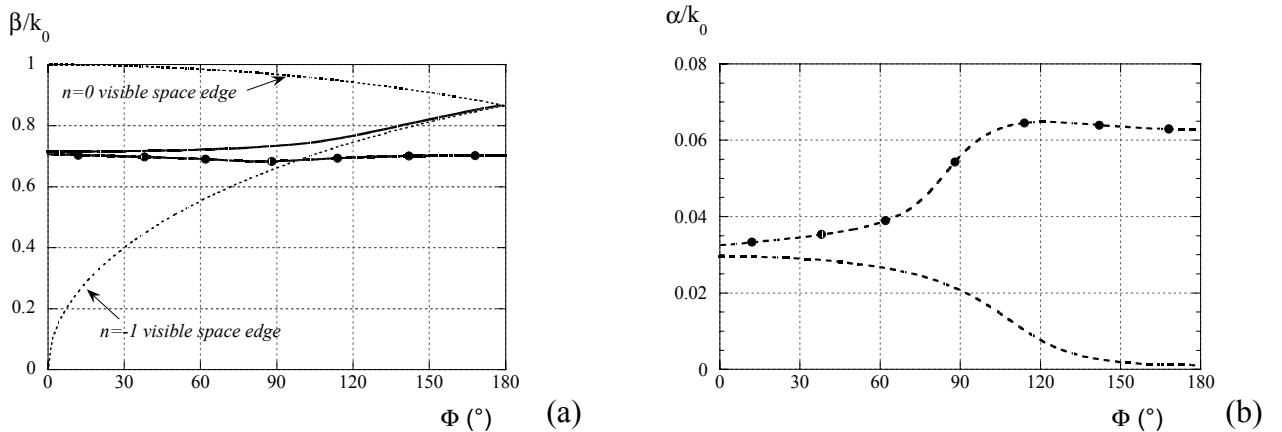 β/k0
1
0.8
0.6
0.4
0.2
0
n=0 visible space edge
n=-1 visible space edge
0 30 60 90 120 150 180
Φ (°)
(a)
α/k0
0.08
0.06
0.04
0.02
0
0 30 60 90 120 150 180
Φ (°)
(b)